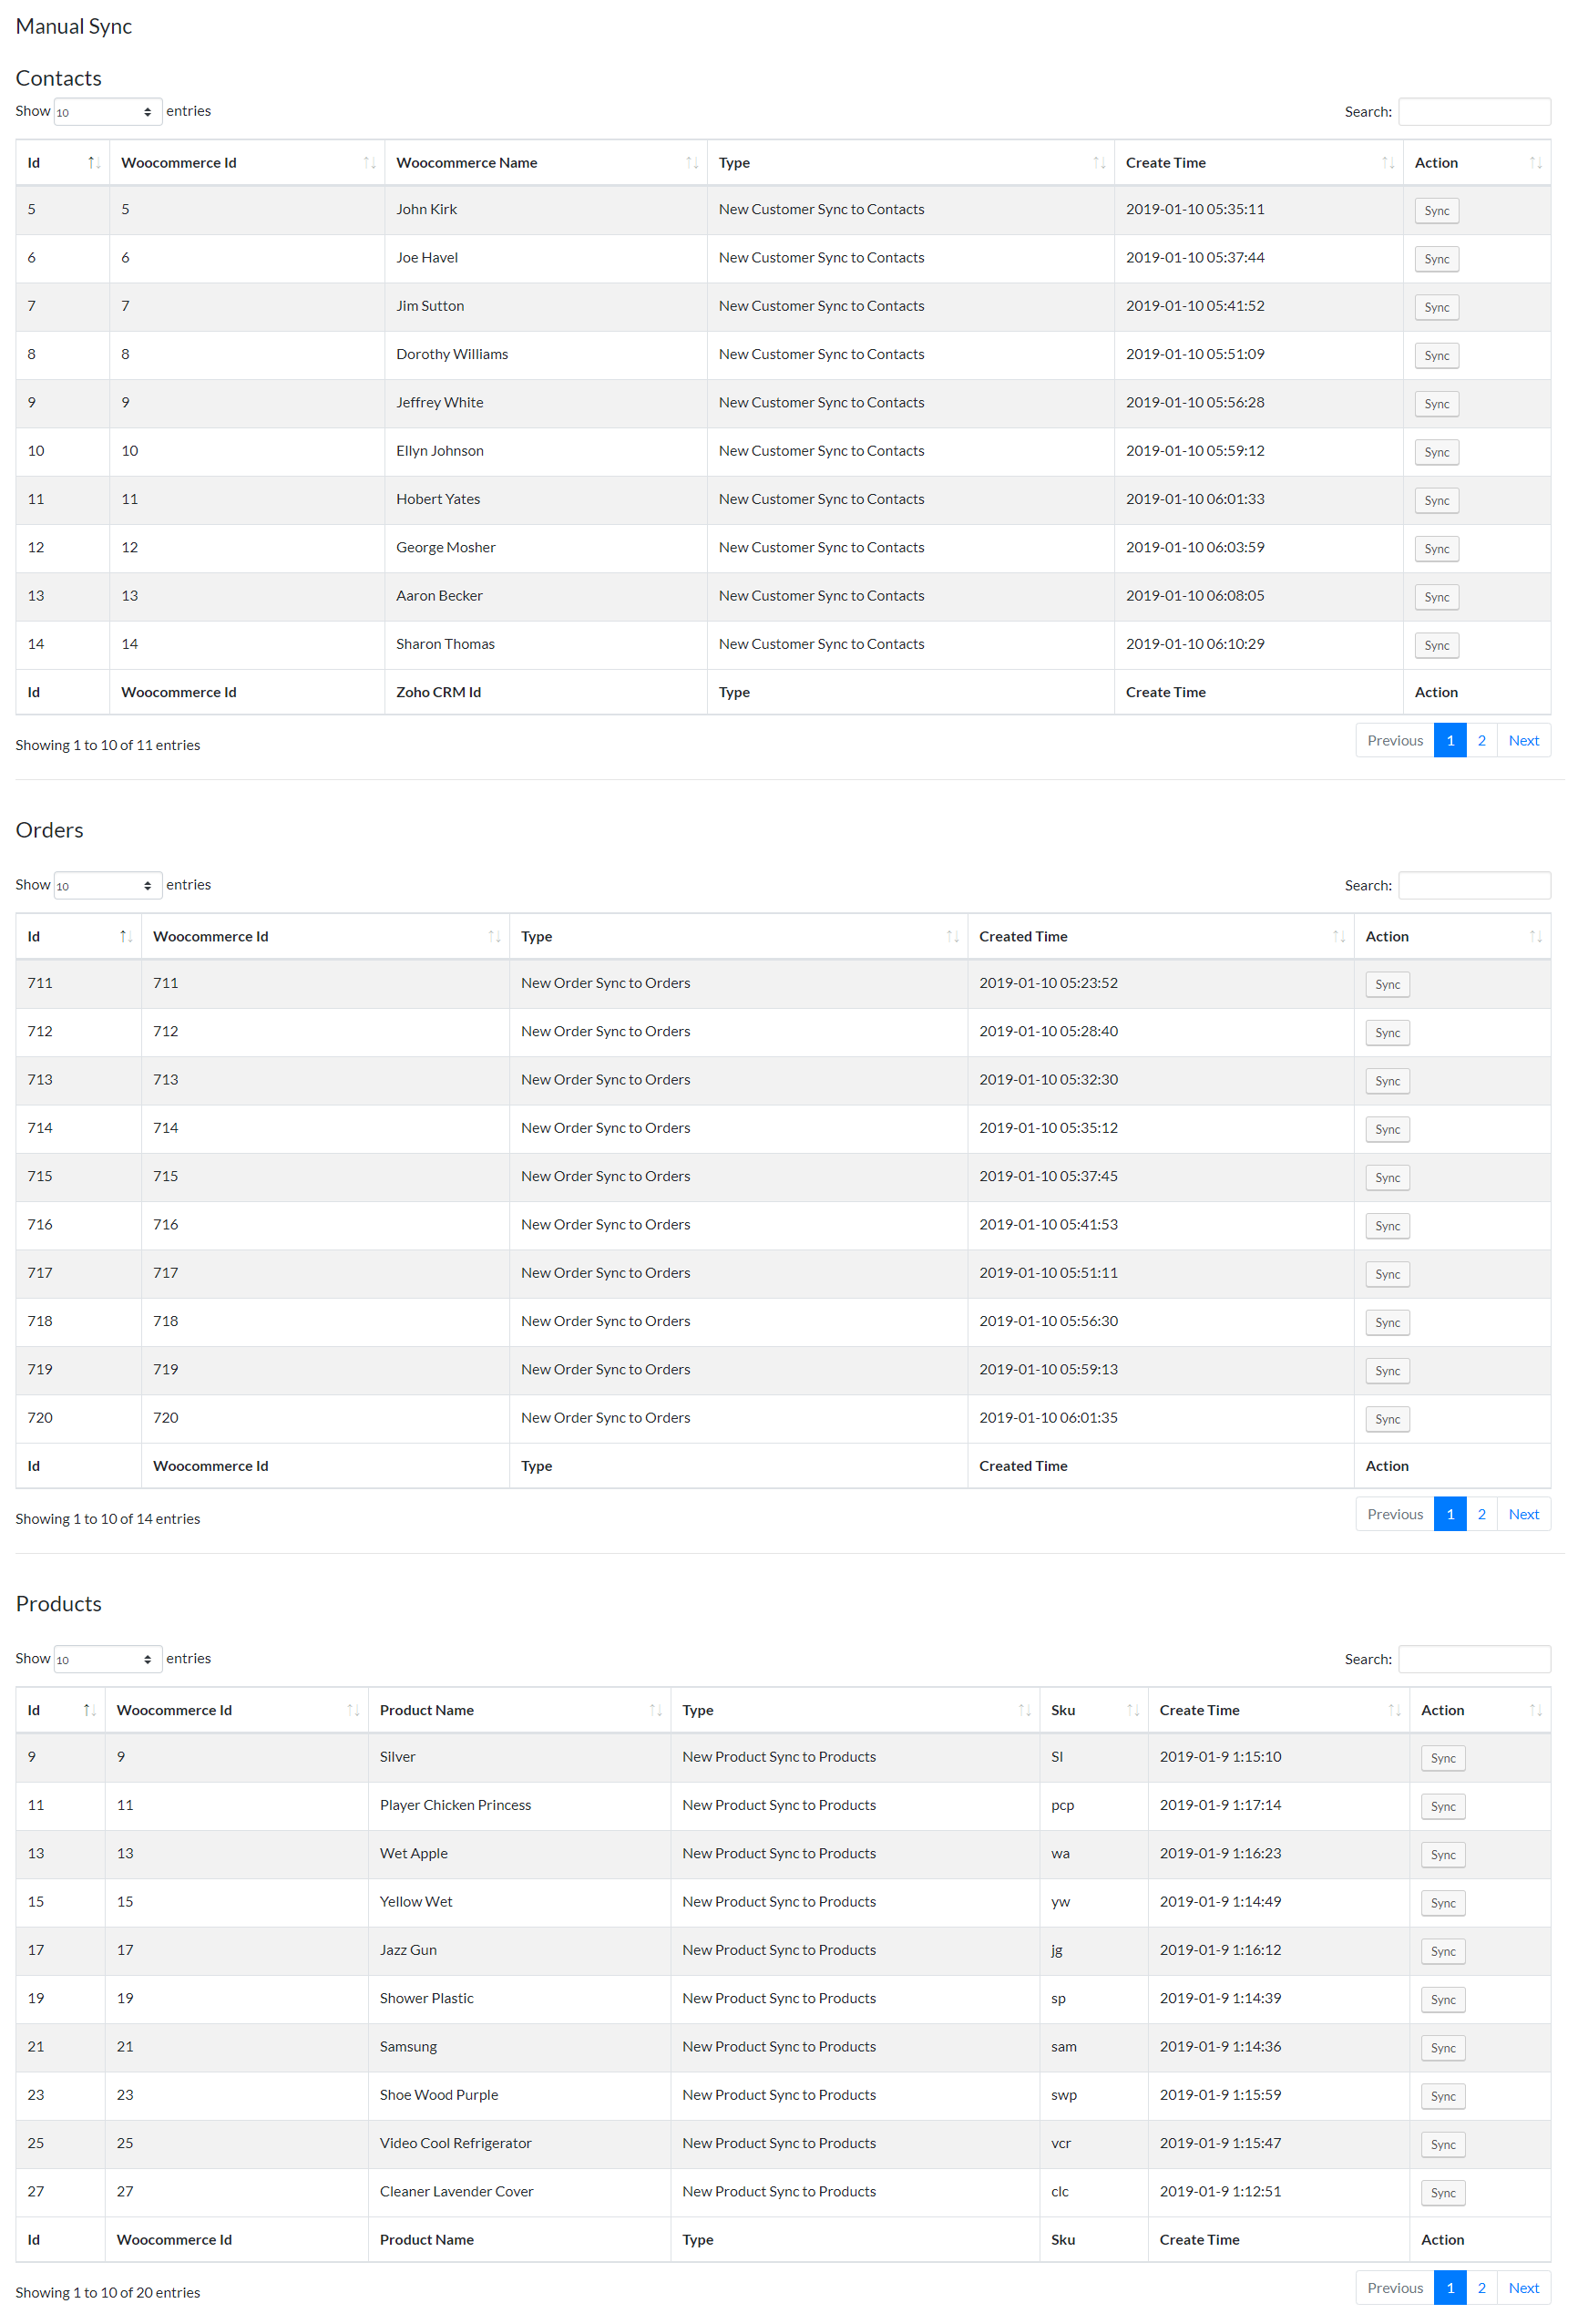 Manual Sync
Contacts
Show 10 entries Search:
Id Woocommerce Id Woocommerce Name Type Create Time Action
5 5 John Kirk New Customer Sync to Contacts 2019-01-10 05:35:11 Sync
6 6 Joe Havel New Customer Sync to Contacts 2019-01-10 05:37:44 Sync
7 7 Jim Sutton New Customer Sync to Contacts 2019-01-10 05:41:52 Sync
8 8 Dorothy Williams New Customer Sync to Contacts 2019-01-10 05:51:09 Sync
9 9 Jeffrey White New Customer Sync to Contacts 2019-01-10 05:56:28 Sync
10 10 Ellyn Johnson New Customer Sync to Contacts 2019-01-10 05:59:12 Sync
11 11 Hobert Yates New Customer Sync to Contacts 2019-01-10 06:01:33 Sync
12 12 George Mosher New Customer Sync to Contacts 2019-01-10 06:03:59 Sync
13 13 Aaron Becker New Customer Sync to Contacts 2019-01-10 06:08:05 Sync
14 14 Sharon Thomas New Customer Sync to Contacts 2019-01-10 06:10:29 Sync
Id Woocommerce Id Zoho CRM Id Type Create Time Action
Showing 1 to 10 of 11 entries Previous 1 2 Next
Orders
Show 10 entries Search:
Id Woocommerce Id Type Created Time Action
711 711 New Order Sync to Orders 2019-01-10 05:23:52 Sync
712 712 New Order Sync to Orders 2019-01-10 05:28:40 Sync
713 713 New Order Sync to Orders 2019-01-10 05:32:30 Sync
714 714 New Order Sync to Orders 2019-01-10 05:35:12 Sync
715 715 New Order Sync to Orders 2019-01-10 05:37:45 Sync
716 716 New Order Sync to Orders 2019-01-10 05:41:53 Sync
717 717 New Order Sync to Orders 2019-01-10 05:51:11 Sync
718 718 New Order Sync to Orders 2019-01-10 05:56:30 Sync
719 719 New Order Sync to Orders 2019-01-10 05:59:13 Sync
720 720 New Order Sync to Orders 2019-01-10 06:01:35 Sync
Id Woocommerce Id Type Created Time Action
Showing 1 to 10 of 14 entries Previous 1 2 Next
Products
Show 10 entries Search:
Id Woocommerce Id Product Name Type Sku Create Time Action
9 9 Silver New Product Sync to Products Sl 2019-01-9 1:15:10 Sync
11 11 Player Chicken Princess New Product Sync to Products pcp 2019-01-9 1:17:14 Sync
13 13 Wet Apple New Product Sync to Products wa 2019-01-9 1:16:23 Sync
15 15 Yellow Wet New Product Sync to Products yw 2019-01-9 1:14:49 Sync
17 17 Jazz Gun New Product Sync to Products jg 2019-01-9 1:16:12 Sync
19 19 Shower Plastic New Product Sync to Products sp 2019-01-9 1:14:39 Sync
21 21 Samsung New Product Sync to Products sam 2019-01-9 1:14:36 Sync
23 23 Shoe Wood Purple New Product Sync to Products swp 2019-01-9 1:15:59 Sync
25 25 Video Cool Refrigerator New Product Sync to Products vcr 2019-01-9 1:15:47 Sync
27 27 Cleaner Lavender Cover New Product Sync to Products clc 2019-01-9 1:12:51 Sync
Id Woocommerce Id Product Name Type Sku Create Time Action
Showing 1 to 10 of 20 entries Previous 1 2 Next